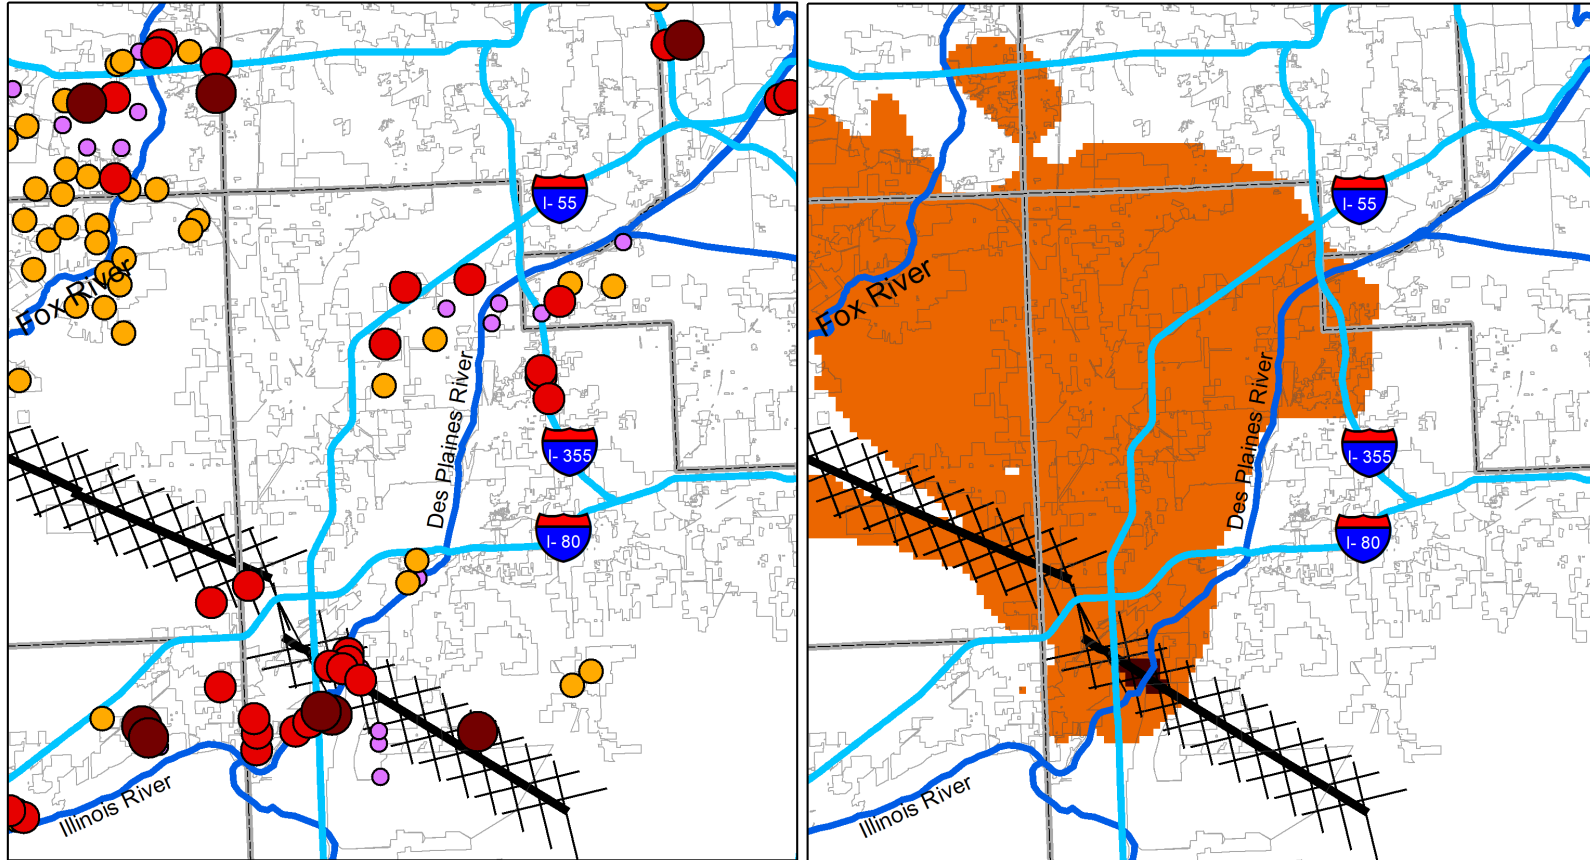 I- 55
Fox River
Des Plaines River
I- 355
I- 80
Illinois River
I- 55
Fox River
Des Plaines River
I- 355
I- 80
Illinois River